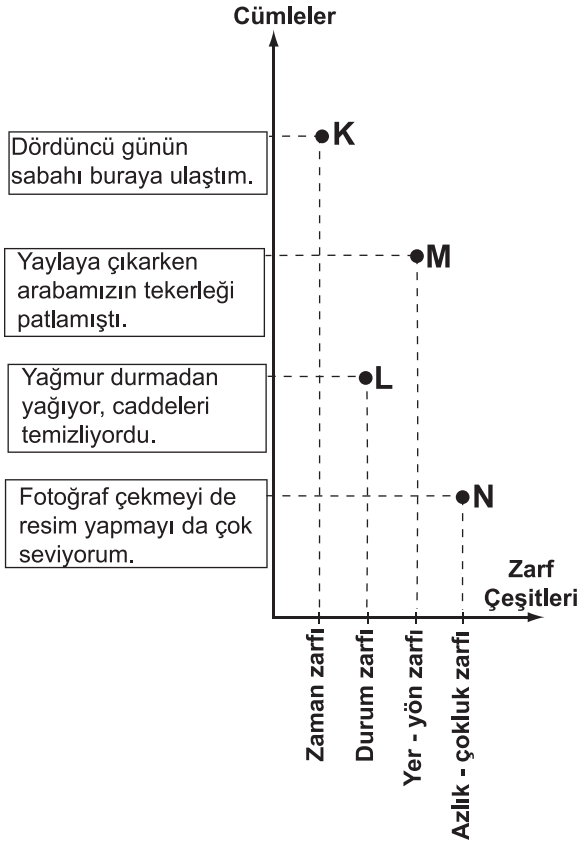 Cümleler
K
Dördüncü günün
sabahı buraya ulaştım.
M
Yaylaya çıkarken
arabamızın tekerleği
patlamıştı.
L
Yağmur durmadan
yağıyor, caddeleri
temizliyordu.
N
Fotoğraf çekmeyi de
resim yapmayı da çok
seviyorum.
Zarf
Çeşitleri
Zaman zarfı
Durum zarfı
Yer - yön zarfı
Azlık - çokluk zarfı